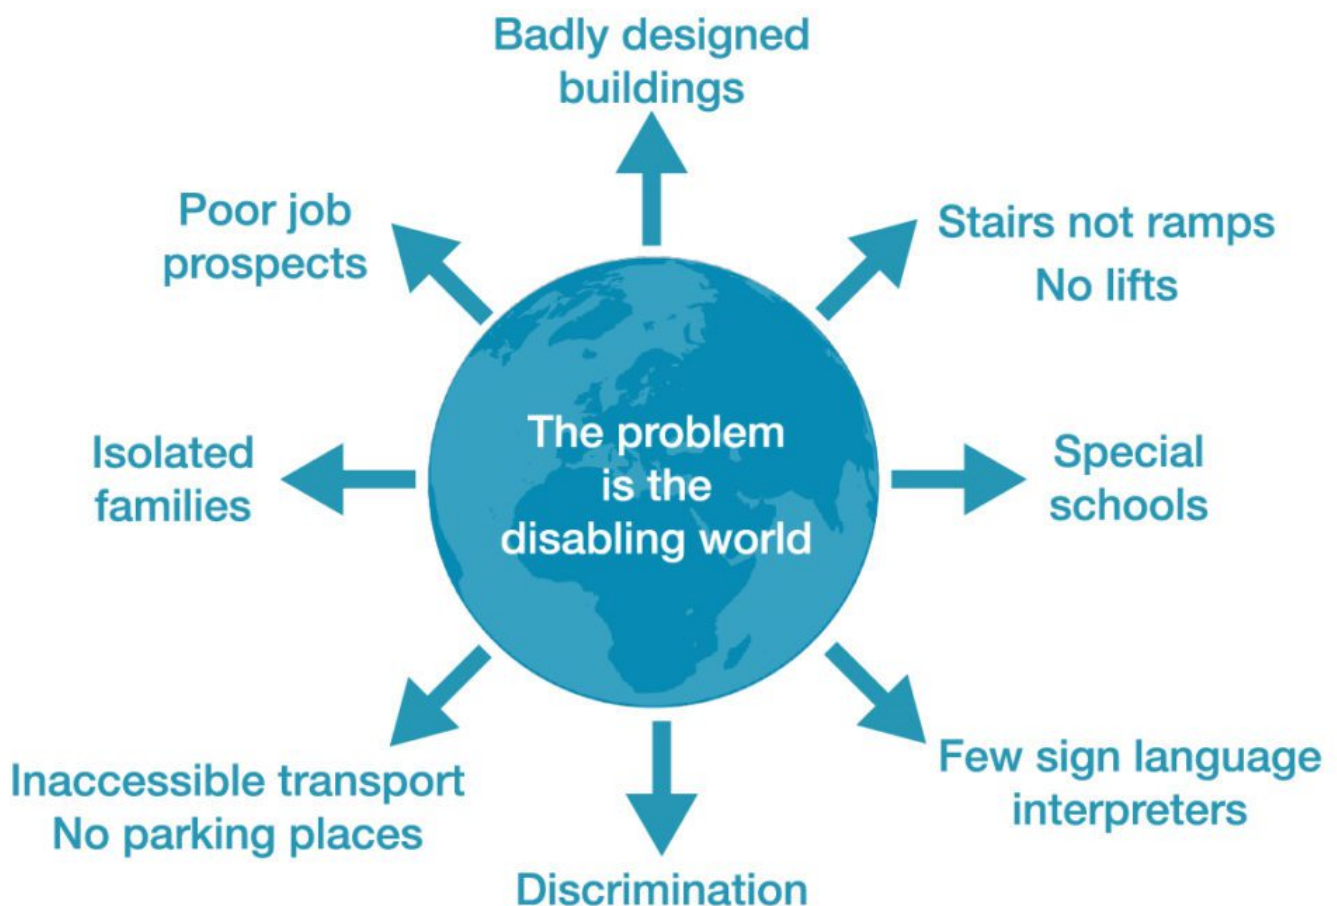 Badly designed
buildings
Stairs not ramps
No lifts
Special
schools
Few sign language
interpreters
Discrimination
Inaccessible transport
No parking places
Isolated
families
Poor job
prospects
The problem
is the
disabling world